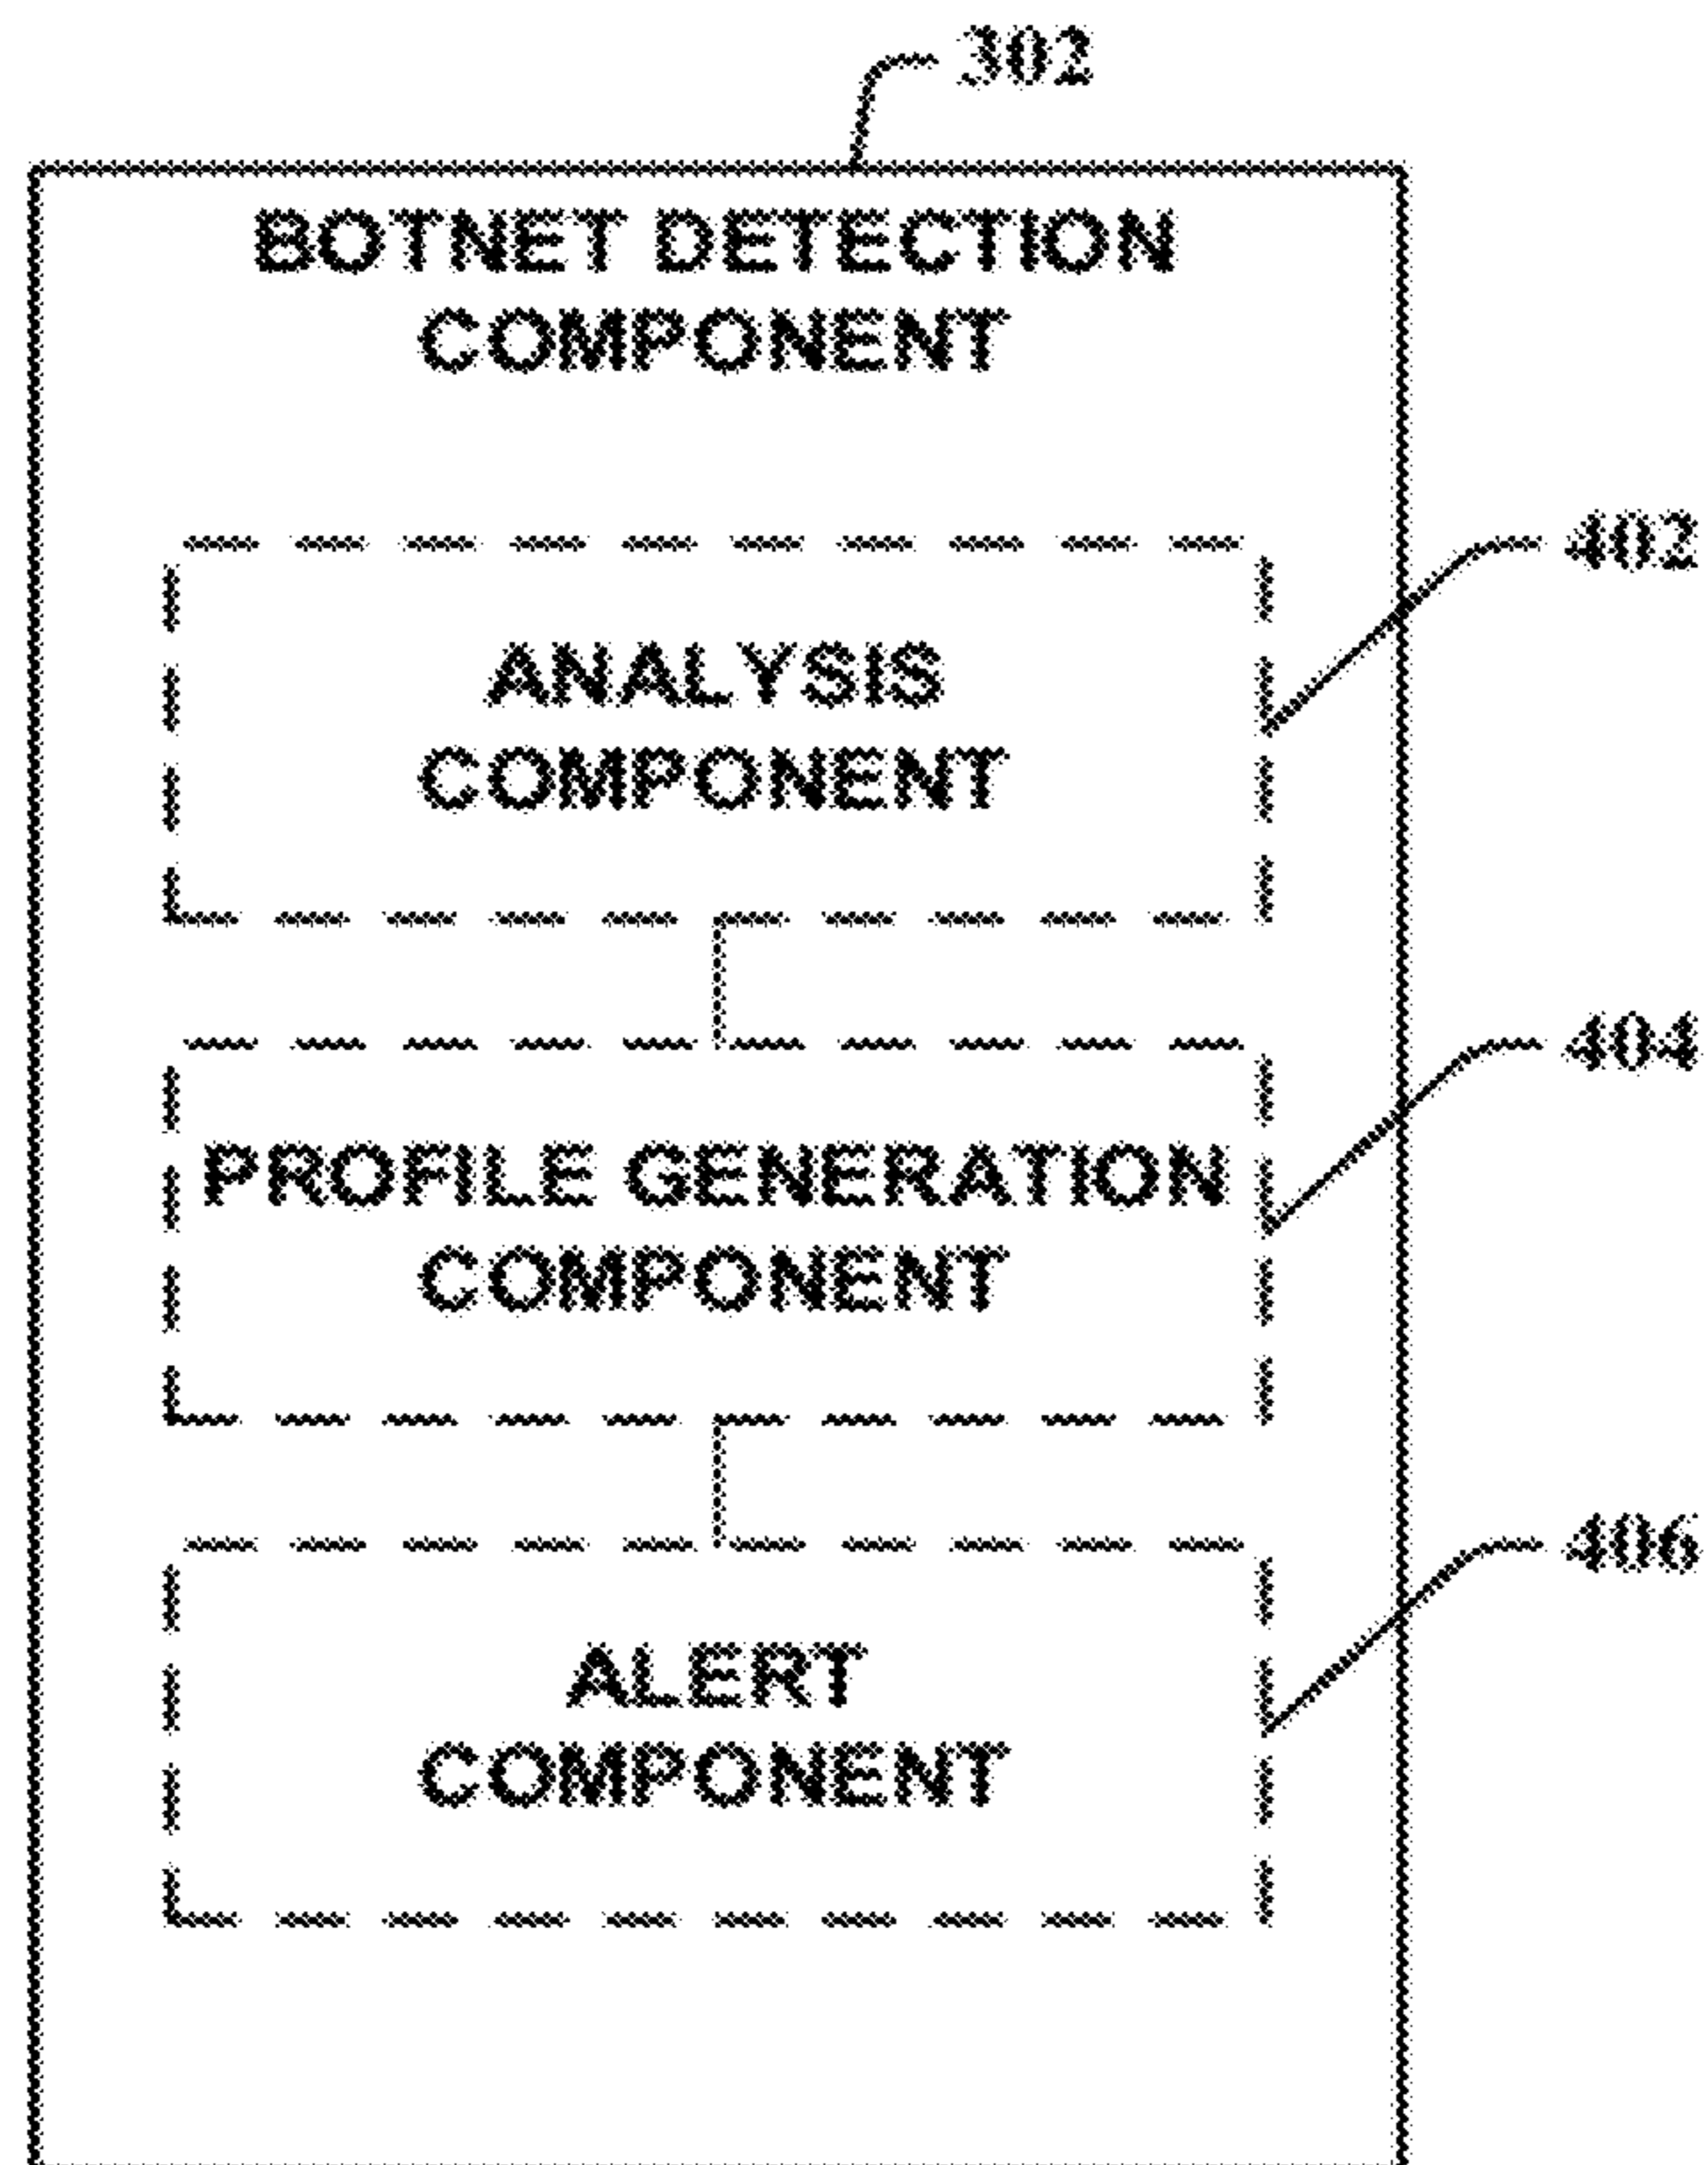 302
BOTNET DETECTION
COMPONENT
402
ANALYSIS
COMPONENT
404
PROFILE GENERATION
COMPONENT
406
ALERT
COMPONENT